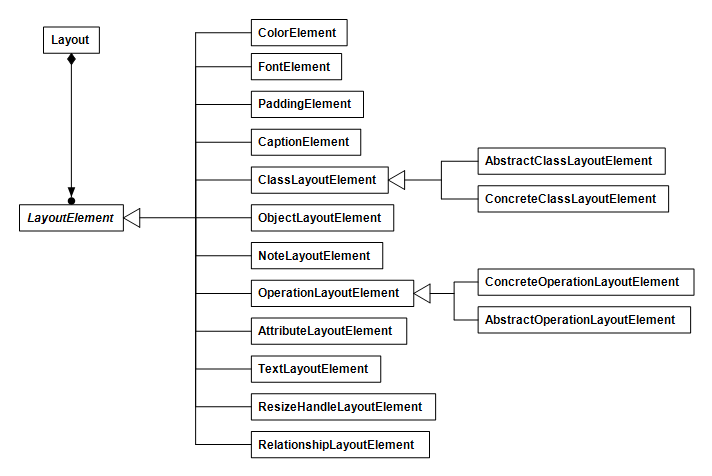 Layout
LayoutElement
ColorElement
FontElement
PaddingElement
CaptionElement
ClassLayoutElement
ObjectLayoutElement
NoteLayoutElement
OperationLayoutElement
AttributeLayoutElement
TextLayoutElement
ResizeHandleLayoutElement
RelationshipLayoutElement
AbstractClassLayoutElement
ConcreteClassLayoutElement
ConcreteOperationLayoutElement
AbstractOperationLayoutElement